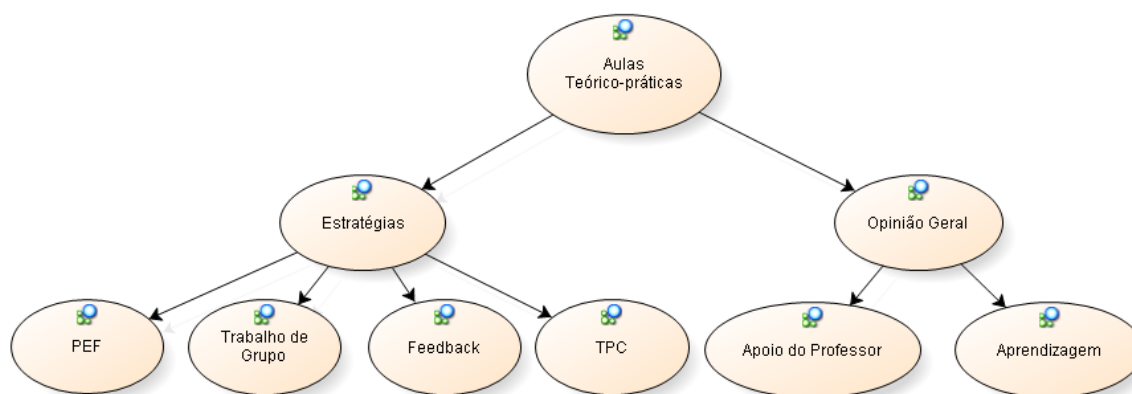 Aulas
Teórico-práticas
Estratégias
Opinião Geral
PEF
Trabalho de
Grupo
Feedback
TPC
Apoio do Professor
Aprendizagem